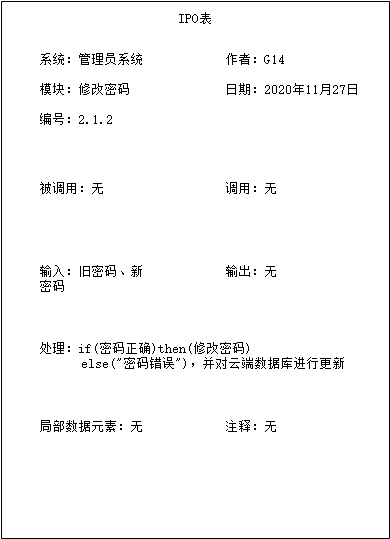 IPO表
系统：管理员系统 作者：G14
模块：修改密码 日期：2020年11月27日
编号：2.1.2
被调用：无 调用：无
输入：旧密码、新 输出：无
密码
处理：if(密码正确)then(修改密码)
else("密码错误")，并对云端数据库进行更新
局部数据元素：无 注释：无